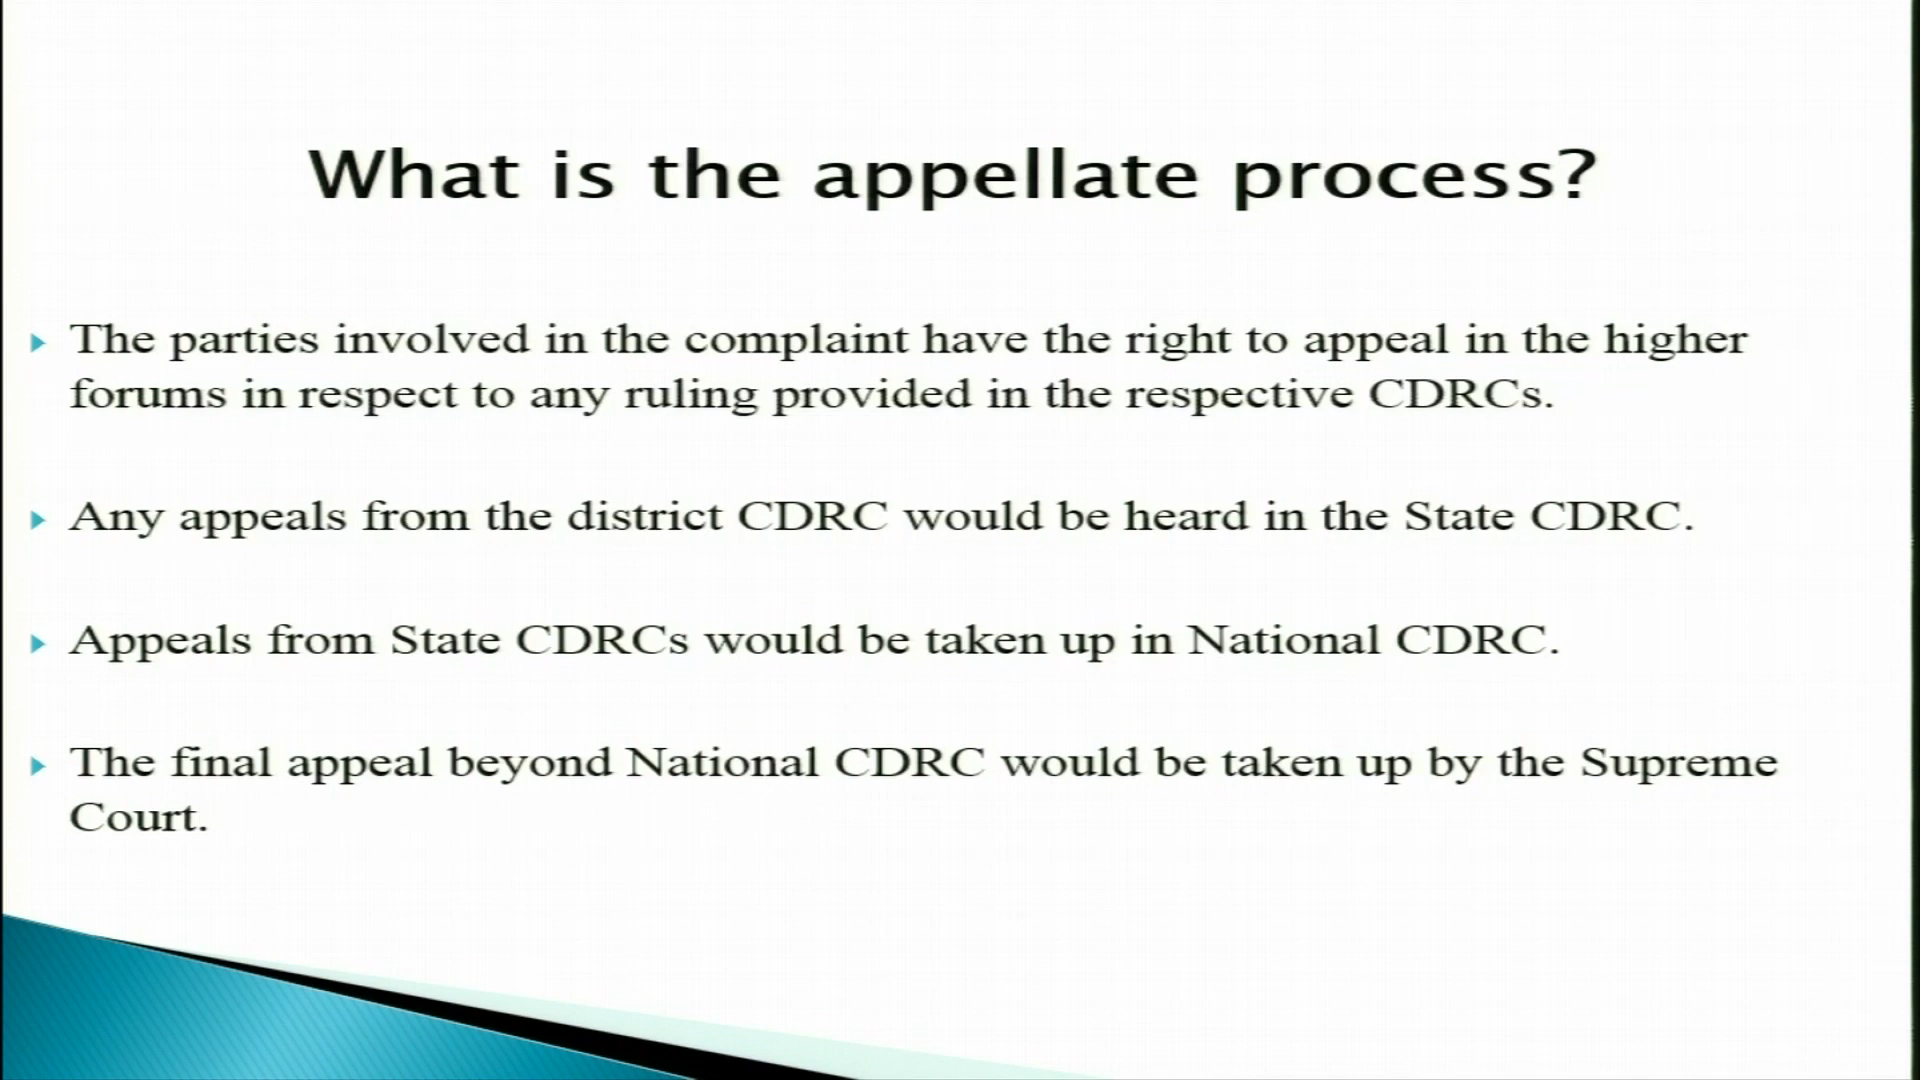 What is the appellate process?
The parties involved in the complaint have the right to appeal in the higher
forums in respect to any ruling provided in the respective CDRCs.
Any appeals from the district CDRC would be heard in the State CDRC.
Appeals from State CDRCs would be taken up in National CDRC.
The final appeal beyond National CDRC would be taken up by the Supreme
Court.